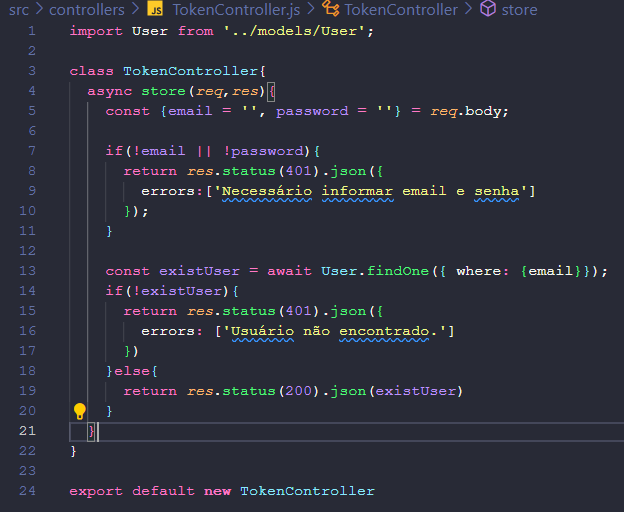 src > controllers > JS TokenController.js > TokenController > store
1 import User from '../models/User';
2
3 class TokenController{
4 async store(req,res){
5 const {email = '', password = ''} = req.body;
6
7 if(!email || !password){
8 return res.status(401).json({
9 errors:['Necessário informar email e senha']
10 });
11 }
12
13 const existUser = await User.findOne({ where: {email}});
14 if(!existUser){
15 return res.status(401).json({
16 errors: ['Usuário não encontrado.']
17 })
18 }else{
19 return res.status(200).json(existUser)
20 }
21 }
22 }
23
24 export default new TokenController